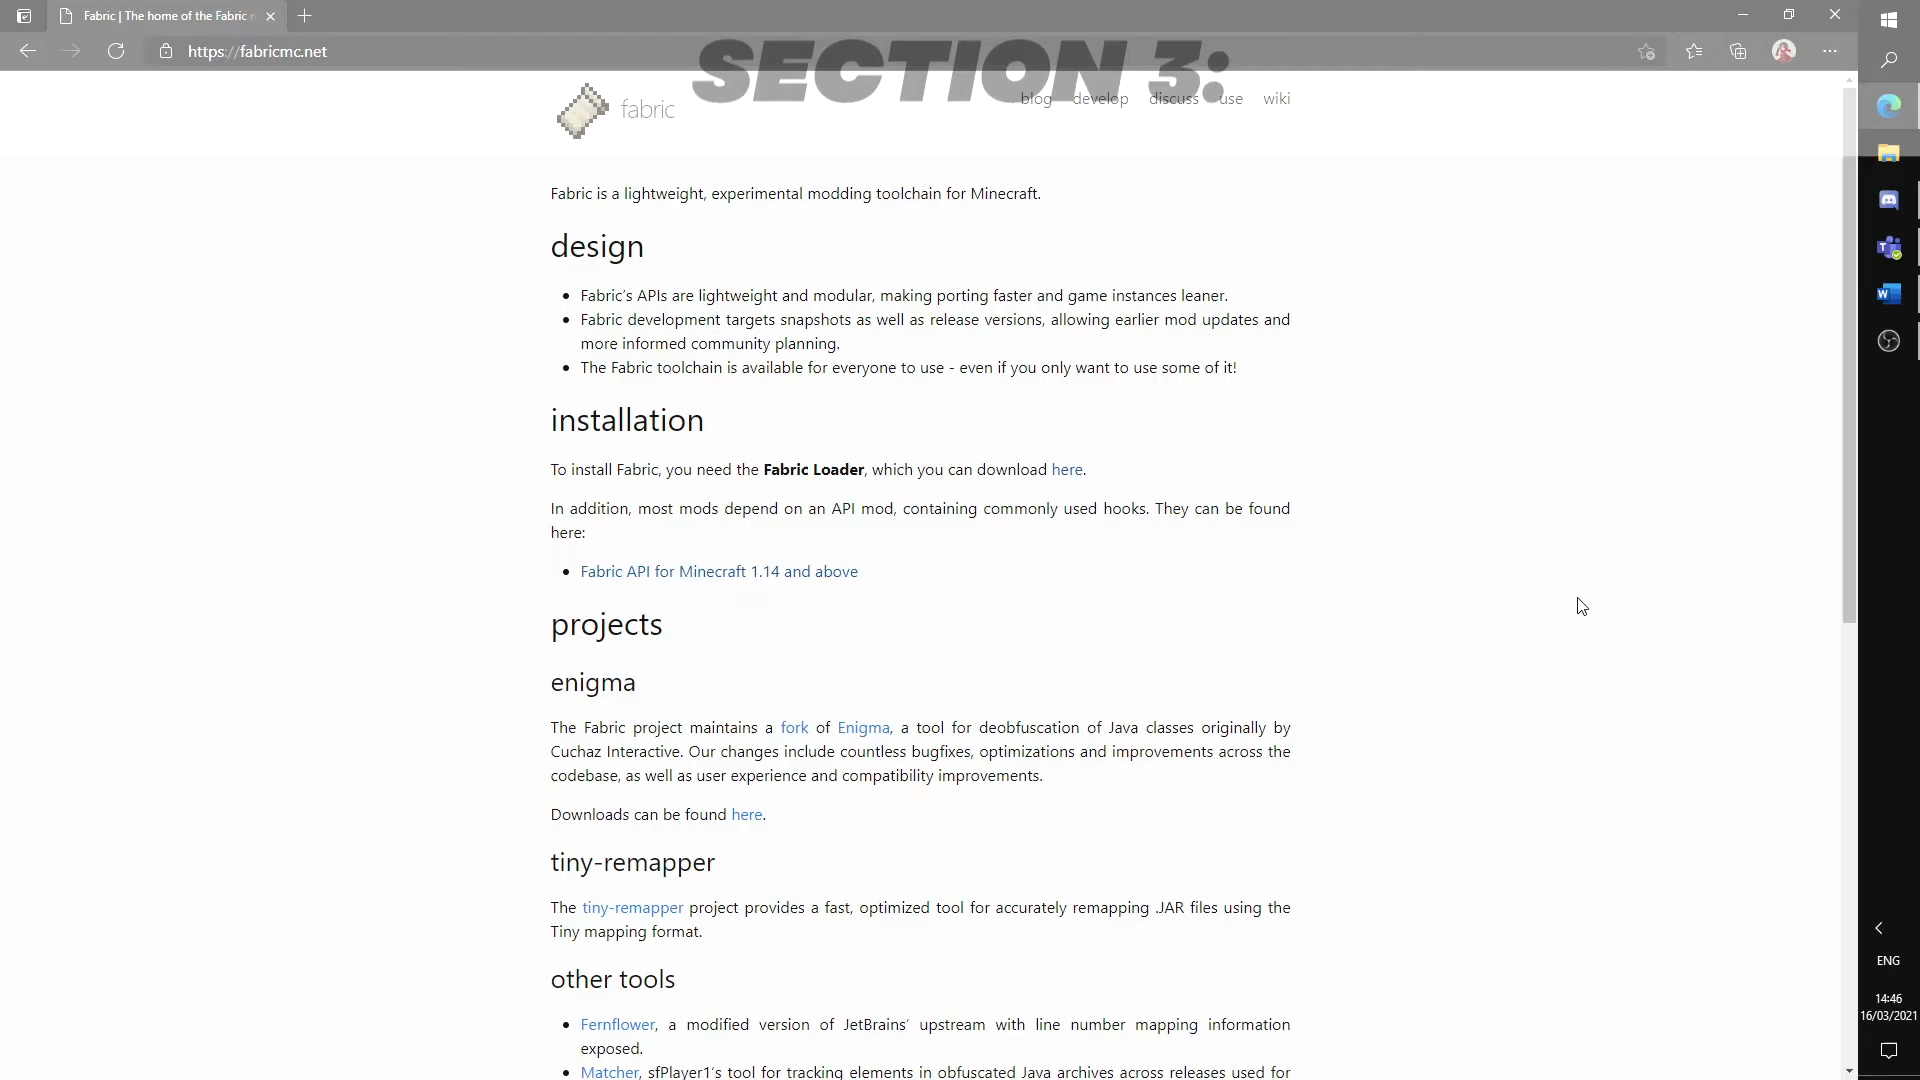 Fabric | The home of the Fabric
https://fabricmc.net
SECTION 3:
fabric
blog develop discuss use wiki
Fabric is a lightweight, experimental modding toolchain for Minecraft.
design
• Fabric's APIs are lightweight and modular, making porting faster and game instances leaner.
• Fabric development targets snapshots as well as release versions, allowing earlier mod updates and
more informed community planning.
• The Fabric toolchain is available for everyone to use - even if you only want to use some of it!
installation
To install Fabric, you need the Fabric Loader, which you can download here.
In addition, most mods depend on an API mod, containing commonly used hooks. They can be found
here:
• Fabric API for Minecraft 1.14 and above
projects
enigma
The Fabric project maintains a fork of Enigma, a tool for deobfuscation of Java classes originally by
Cuchaz Interactive. Our changes include countless bugfixes, optimizations and improvements across the
codebase, as well as user experience and compatibility improvements.
Downloads can be found here.
tiny-remapper
The tiny-remapper project provides a fast, optimized tool for accurately remapping .JAR files using the
Tiny mapping format.
other tools
• Fernflower, a modified version of JetBrains' upstream with line number mapping information
exposed.
• Matcher, sfPlayer1's tool for tracking elements in obfuscated Java archives across releases used for
ENG
14:46
16/03/2021